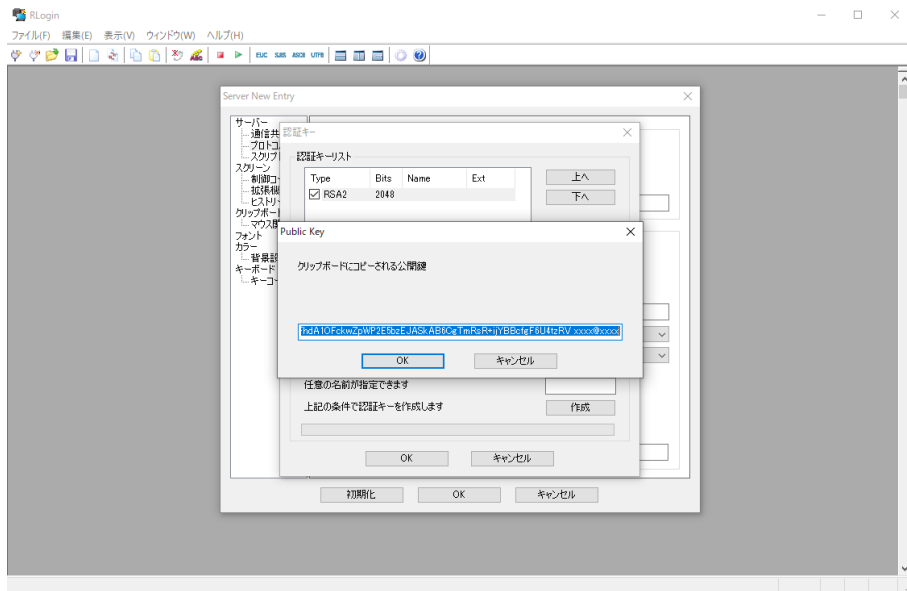 RLogin
ファイル(F) 編集(E) 表示(V) ウィンドウ(W) ヘルプ(H)
EUC SJIS ASCII UTF8
Server New Entry
サーバー
通信共
プロトコ
スクリプ
スクリーン
制御コー
拡張機
ヒストリ
クリップボー
マウス関
フォント
カラー
背景設
キーボード
キーコー
認証キー
認証キーリスト
Type Bits Name Ext
RSA2 2048
上へ
下へ
Public Key
クリップボードにコピーされる公開鍵
xxxx@xxxx
OK キャンセル
任意の名前が指定できます
上記の条件で認証キーを作成します
作成
OK キャンセル
初期化 OK キャンセル